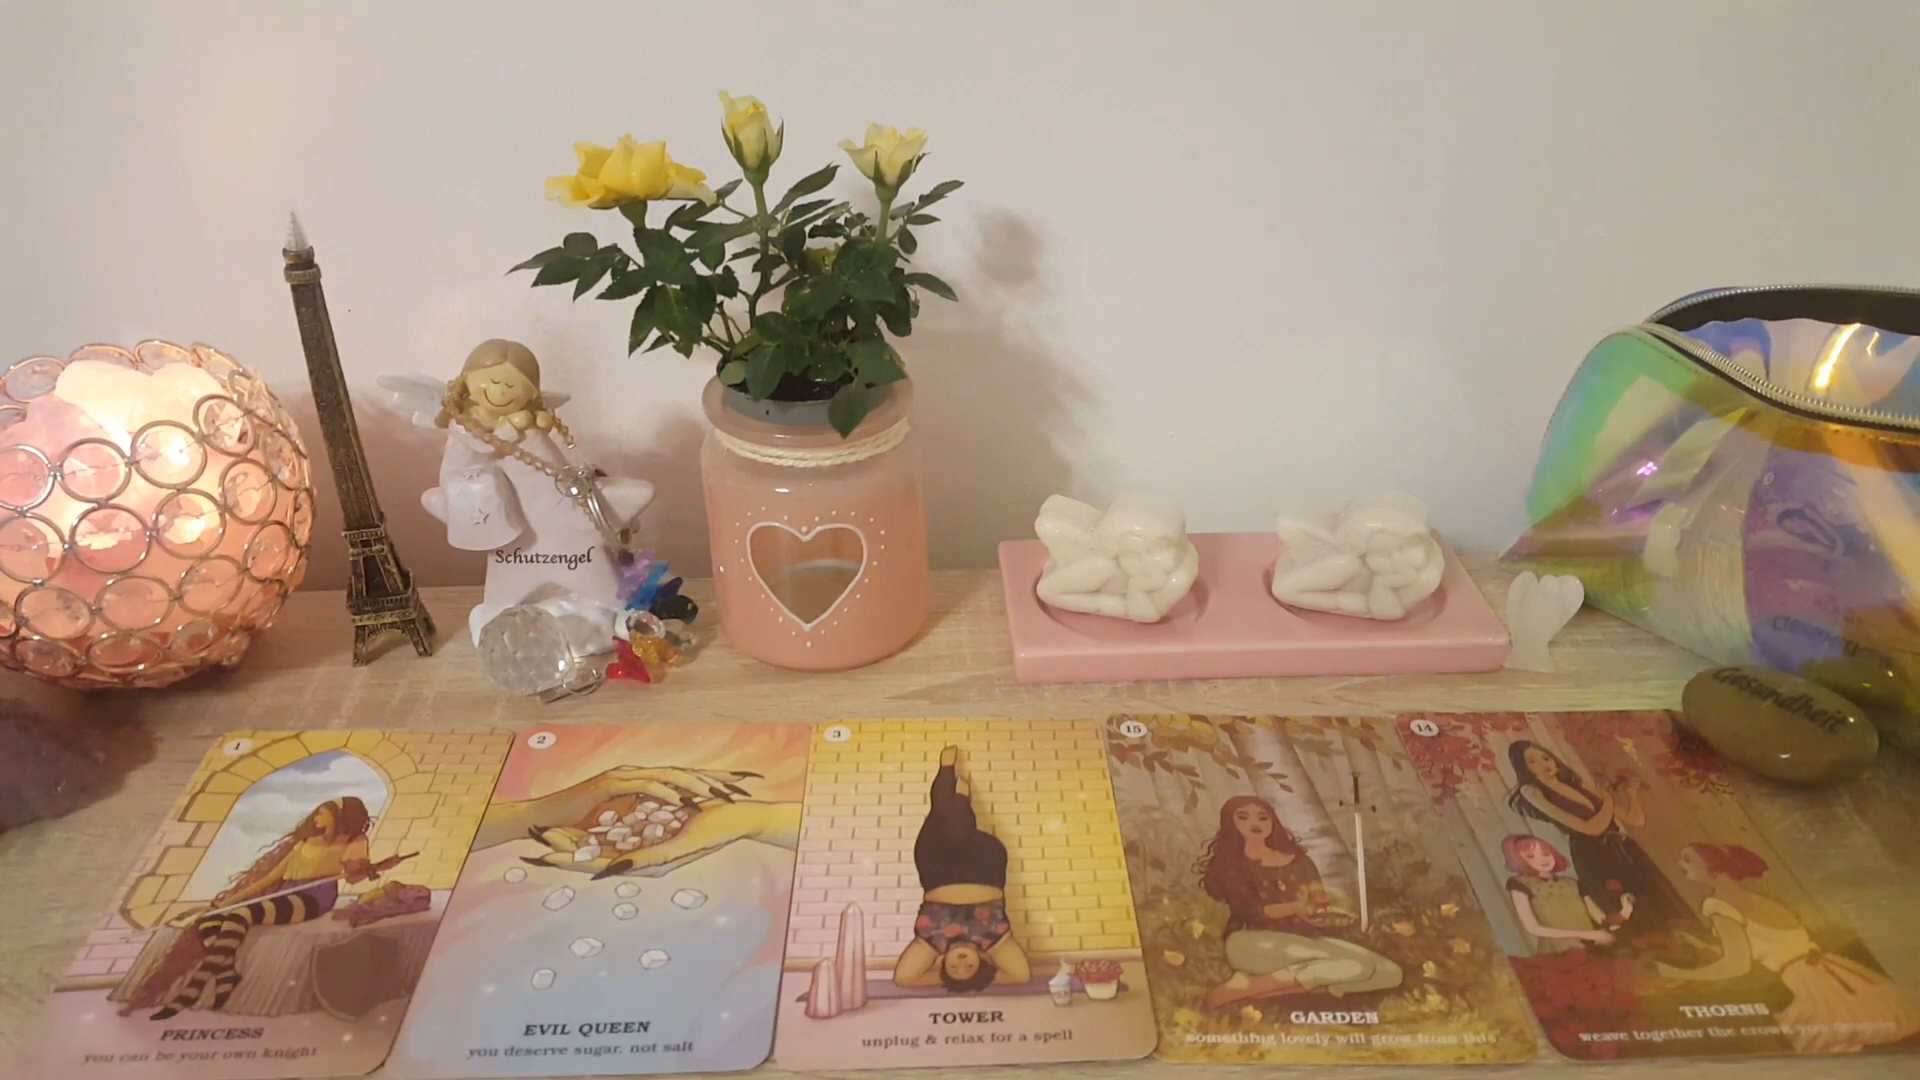 Schutzengel
Gesundheit
1
PRINCESS
you can be your own knight
2
EVIL QUEEN
you deserve sugar, not salt
3
TOWER
unplug & relax for a spell
15
GARDEN
something lovely will grow from this
14
THORNS
weave together the crown you